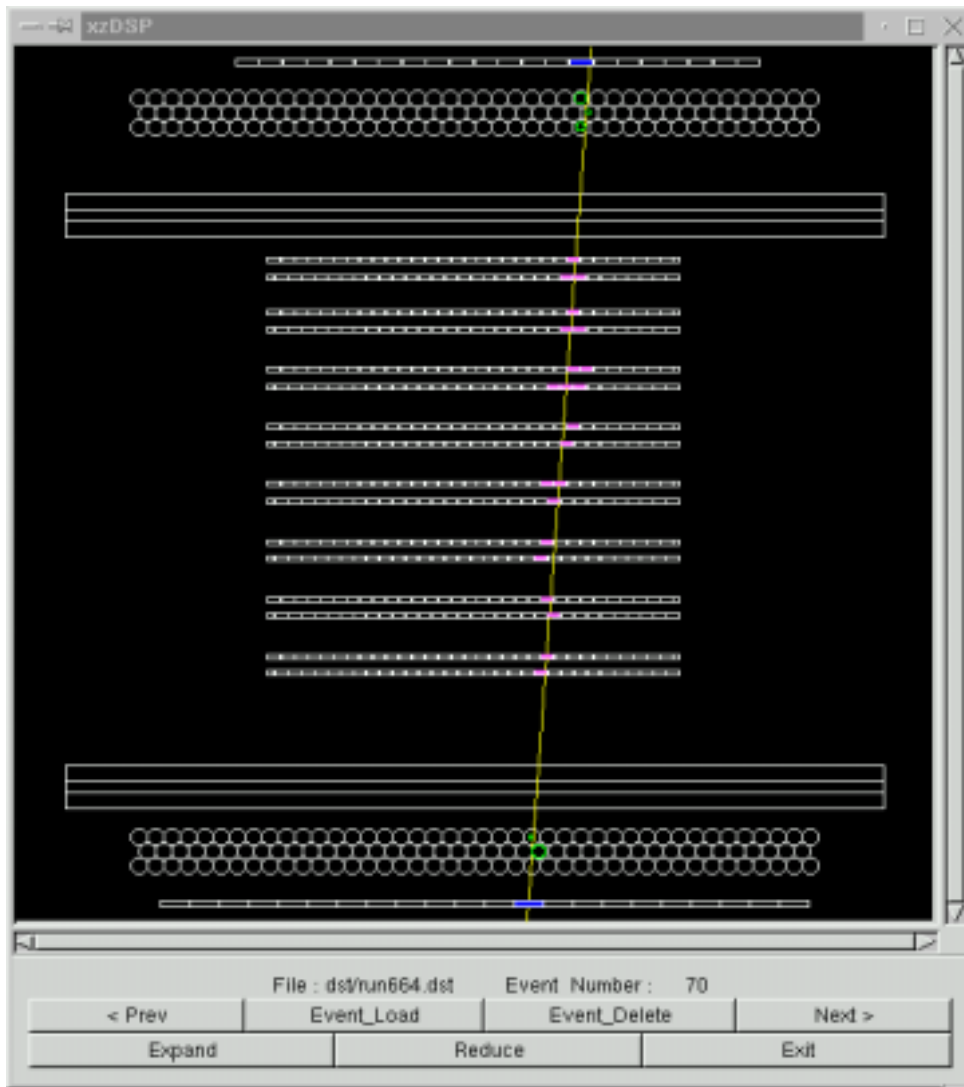 xzDSP
File : dst/run664.dst Event Number : 70
< Prev Event_Load Event_Delete Next >
Expand Reduce Exit